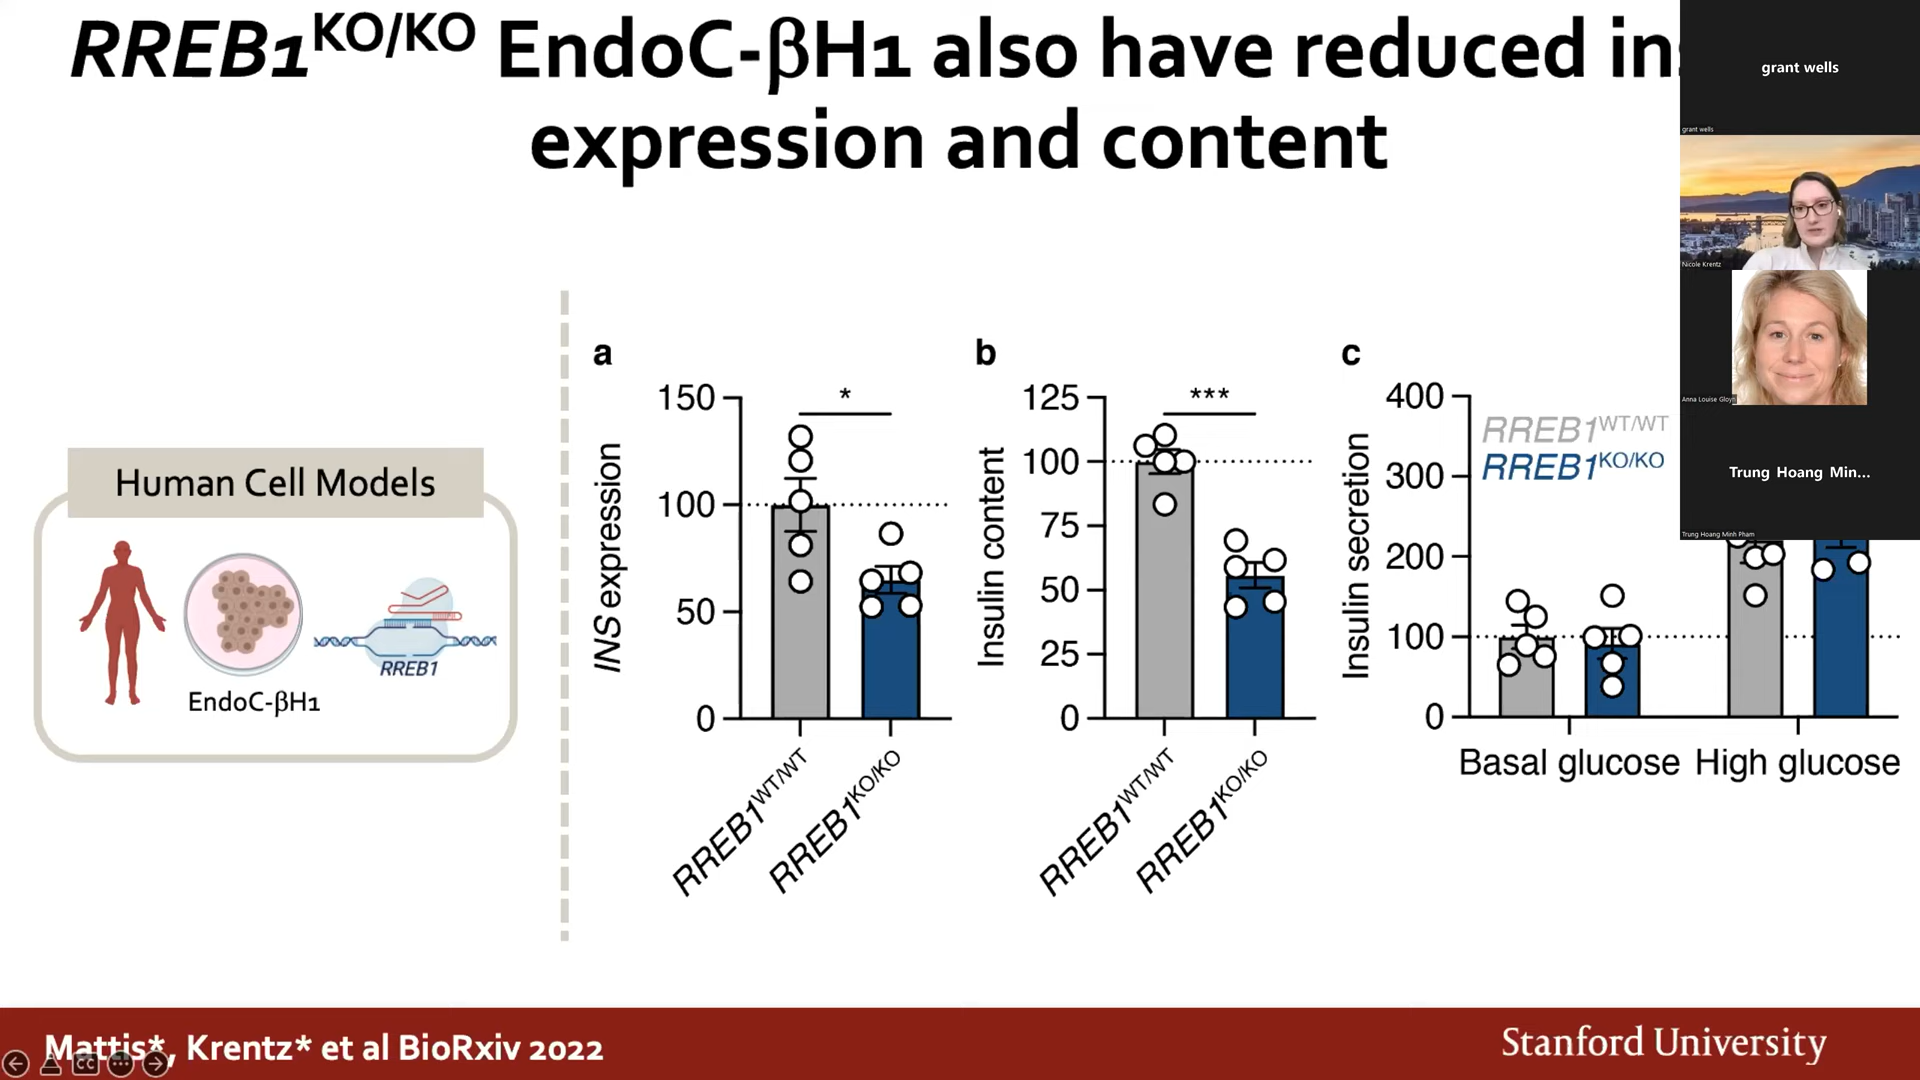 RREB1KO/KO EndoC-βH1 also have reduced ins
expression and content
Human Cell Models
RREB1
EndoC-βH1
a
150
100
50
0
INS expression
*
RREB1WT/WT
RREB1KO/KO
b
125
100
75
50
25
0
Insulin content
***
RREB1WT/WT
RREB1KO/KO
c
400
300
200
100
0
Insulin secretion
RREB1WT/WT
RREB1KO/KO
Basal glucose
High glucose
grant wells
grant wells
Nicole Krentz
Anna Louise Gloyn
Trung Hoang Min...
Trung Hoang Minh Pham
Mattis*, Krentz* et al BioRxiv 2022
CC
Stanford University